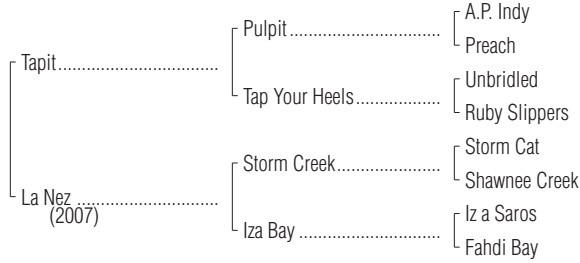 A.P. Indy
Pulpit........................................
Preach
Tapit..................................
Unbridled
Tap Your Heels.....................
Ruby Slippers
Storm Cat
Storm Creek.........................
Shawnee Creek
La Nez ..............................
(2007)
Iz a Saros
Iza Bay ..................................
Fahdi Bay